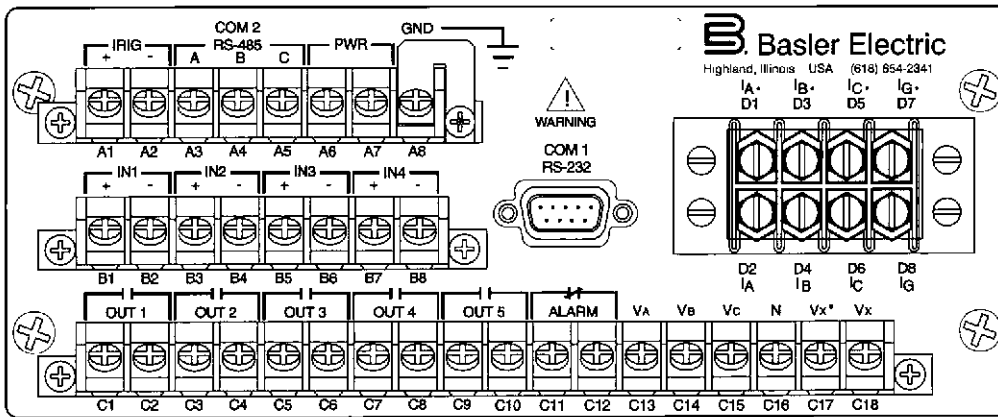 COM 2
GND
IRIG RS-485 PWR
+ - A B C
A1 A2 A3 A4 A5 A6 A7 A8
B. Basler Electric
Highland, Illinois USA (618) 654-2341
IA• IB• IC• IG•
D1 D3 D5 D7
WARNING
COM 1
RS-232
IN1 IN2 IN3 IN4
+ - + - + - + -
B1 B2 B3 B4 B5 B6 B7 B8
D2 D4 D6 D8
IA IB IC IG
OUT 1 OUT 2 OUT 3 OUT 4 OUT 5 ALARM VA VB VC N VX• VX
C1 C2 C3 C4 C5 C6 C7 C8 C9 C10 C11 C12 C13 C14 C15 C16 C17 C18